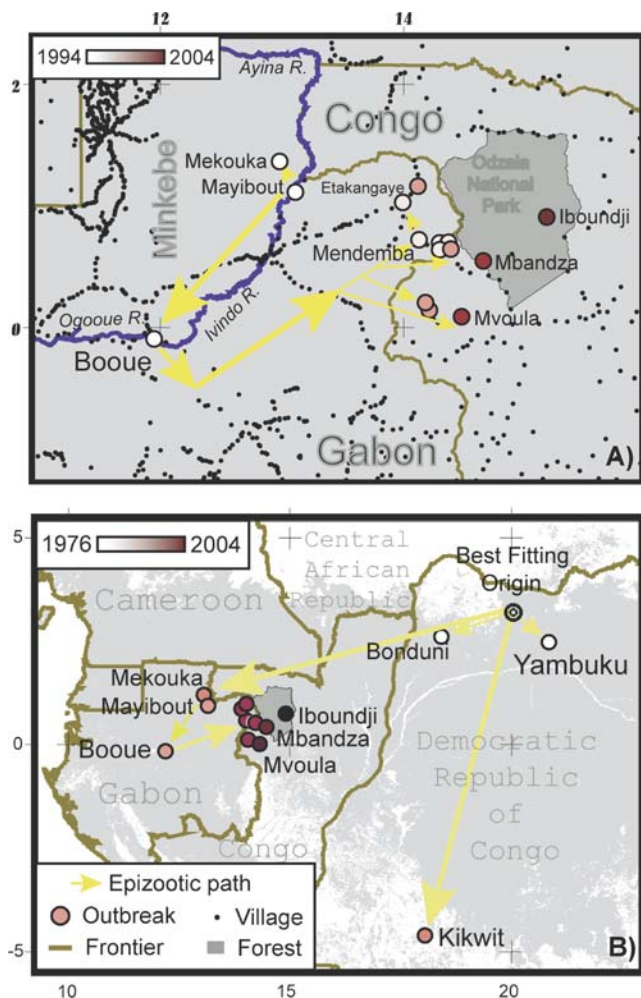 12 14
1994 2004
Ayina R.
2
Congo
Mekouka
Mayibout
Etakangaye
Odzala
National
Park
Minkebe
Iboundji
Mendemba
Mbandza
Ogooue R.
Ivindo R.
0
Mvoula
Booue
Gabon
A)
1976 2004
5
Central
African
Republic
Best Fitting
Origin
Cameroon
Bonduni
Yambuku
Mekouka
Mayibout
Iboundji
Mbandza
Booue
Mvoula
0
Democratic
Republic
of
Congo
Gabon
Congo
Epizootic path
Outbreak Village
Frontier Forest
Kikwit
-5
B)
10 15 20